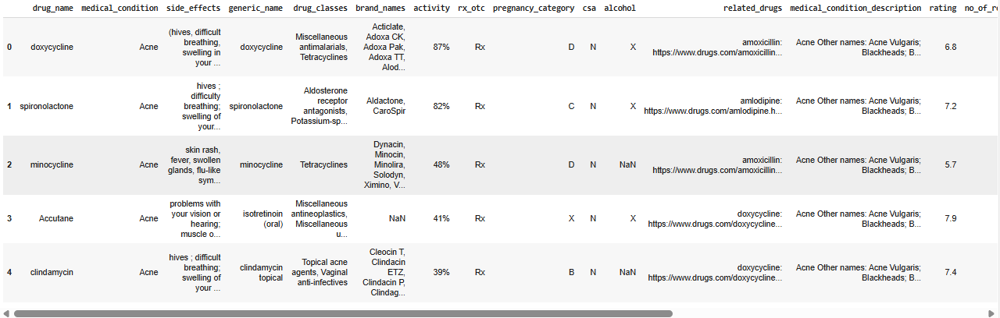 drug_name medical_condition side_effects generic_name drug_classes brand_names activity rx_otc pregnancy_category csa alcohol related_drugs medical_condition_description rating no_of_r
0 doxycycline Acne (hives, difficult breathing, swelling in your ... doxycycline Miscellaneous antimalarials, Tetracyclines Acticlate, Adoxa CK, Adoxa Pak, Adoxa TT, Alod... 87% Rx D N X amoxicillin: https://www.drugs.com/amoxicillin... Acne Other names: Acne Vulgaris; Blackheads; B... 6.8
1 spironolactone Acne hives ; difficulty breathing; swelling of your... spironolactone Aldosterone receptor antagonists, Potassium-sp... Aldactone, CaroSpir 82% Rx C N X amlodipine: https://www.drugs.com/amlodipine.h... Acne Other names: Acne Vulgaris; Blackheads; B... 7.2
2 minocycline Acne skin rash, fever, swollen glands, flu-like sym... minocycline Tetracyclines Dynacin, Minocin, Minolira, Solodyn, Ximino, V... 48% Rx D N NaN amoxicillin: https://www.drugs.com/amoxicillin... Acne Other names: Acne Vulgaris; Blackheads; B... 5.7
3 Accutane Acne problems with your vision or hearing; muscle o... isotretinoin (oral) Miscellaneous antineoplastics, Miscellaneous u... NaN 41% Rx X N X doxycycline: https://www.drugs.com/doxycycline... Acne Other names: Acne Vulgaris; Blackheads; B... 7.9
4 clindamycin Acne hives ; difficult breathing; swelling of your ... clindamycin topical Topical acne agents, Vaginal anti-infectives Cleocin T, Clindacin ETZ, Clindacin P, Clindag... 39% Rx B N NaN doxycycline: https://www.drugs.com/doxycycline... Acne Other names: Acne Vulgaris; Blackheads; B... 7.4